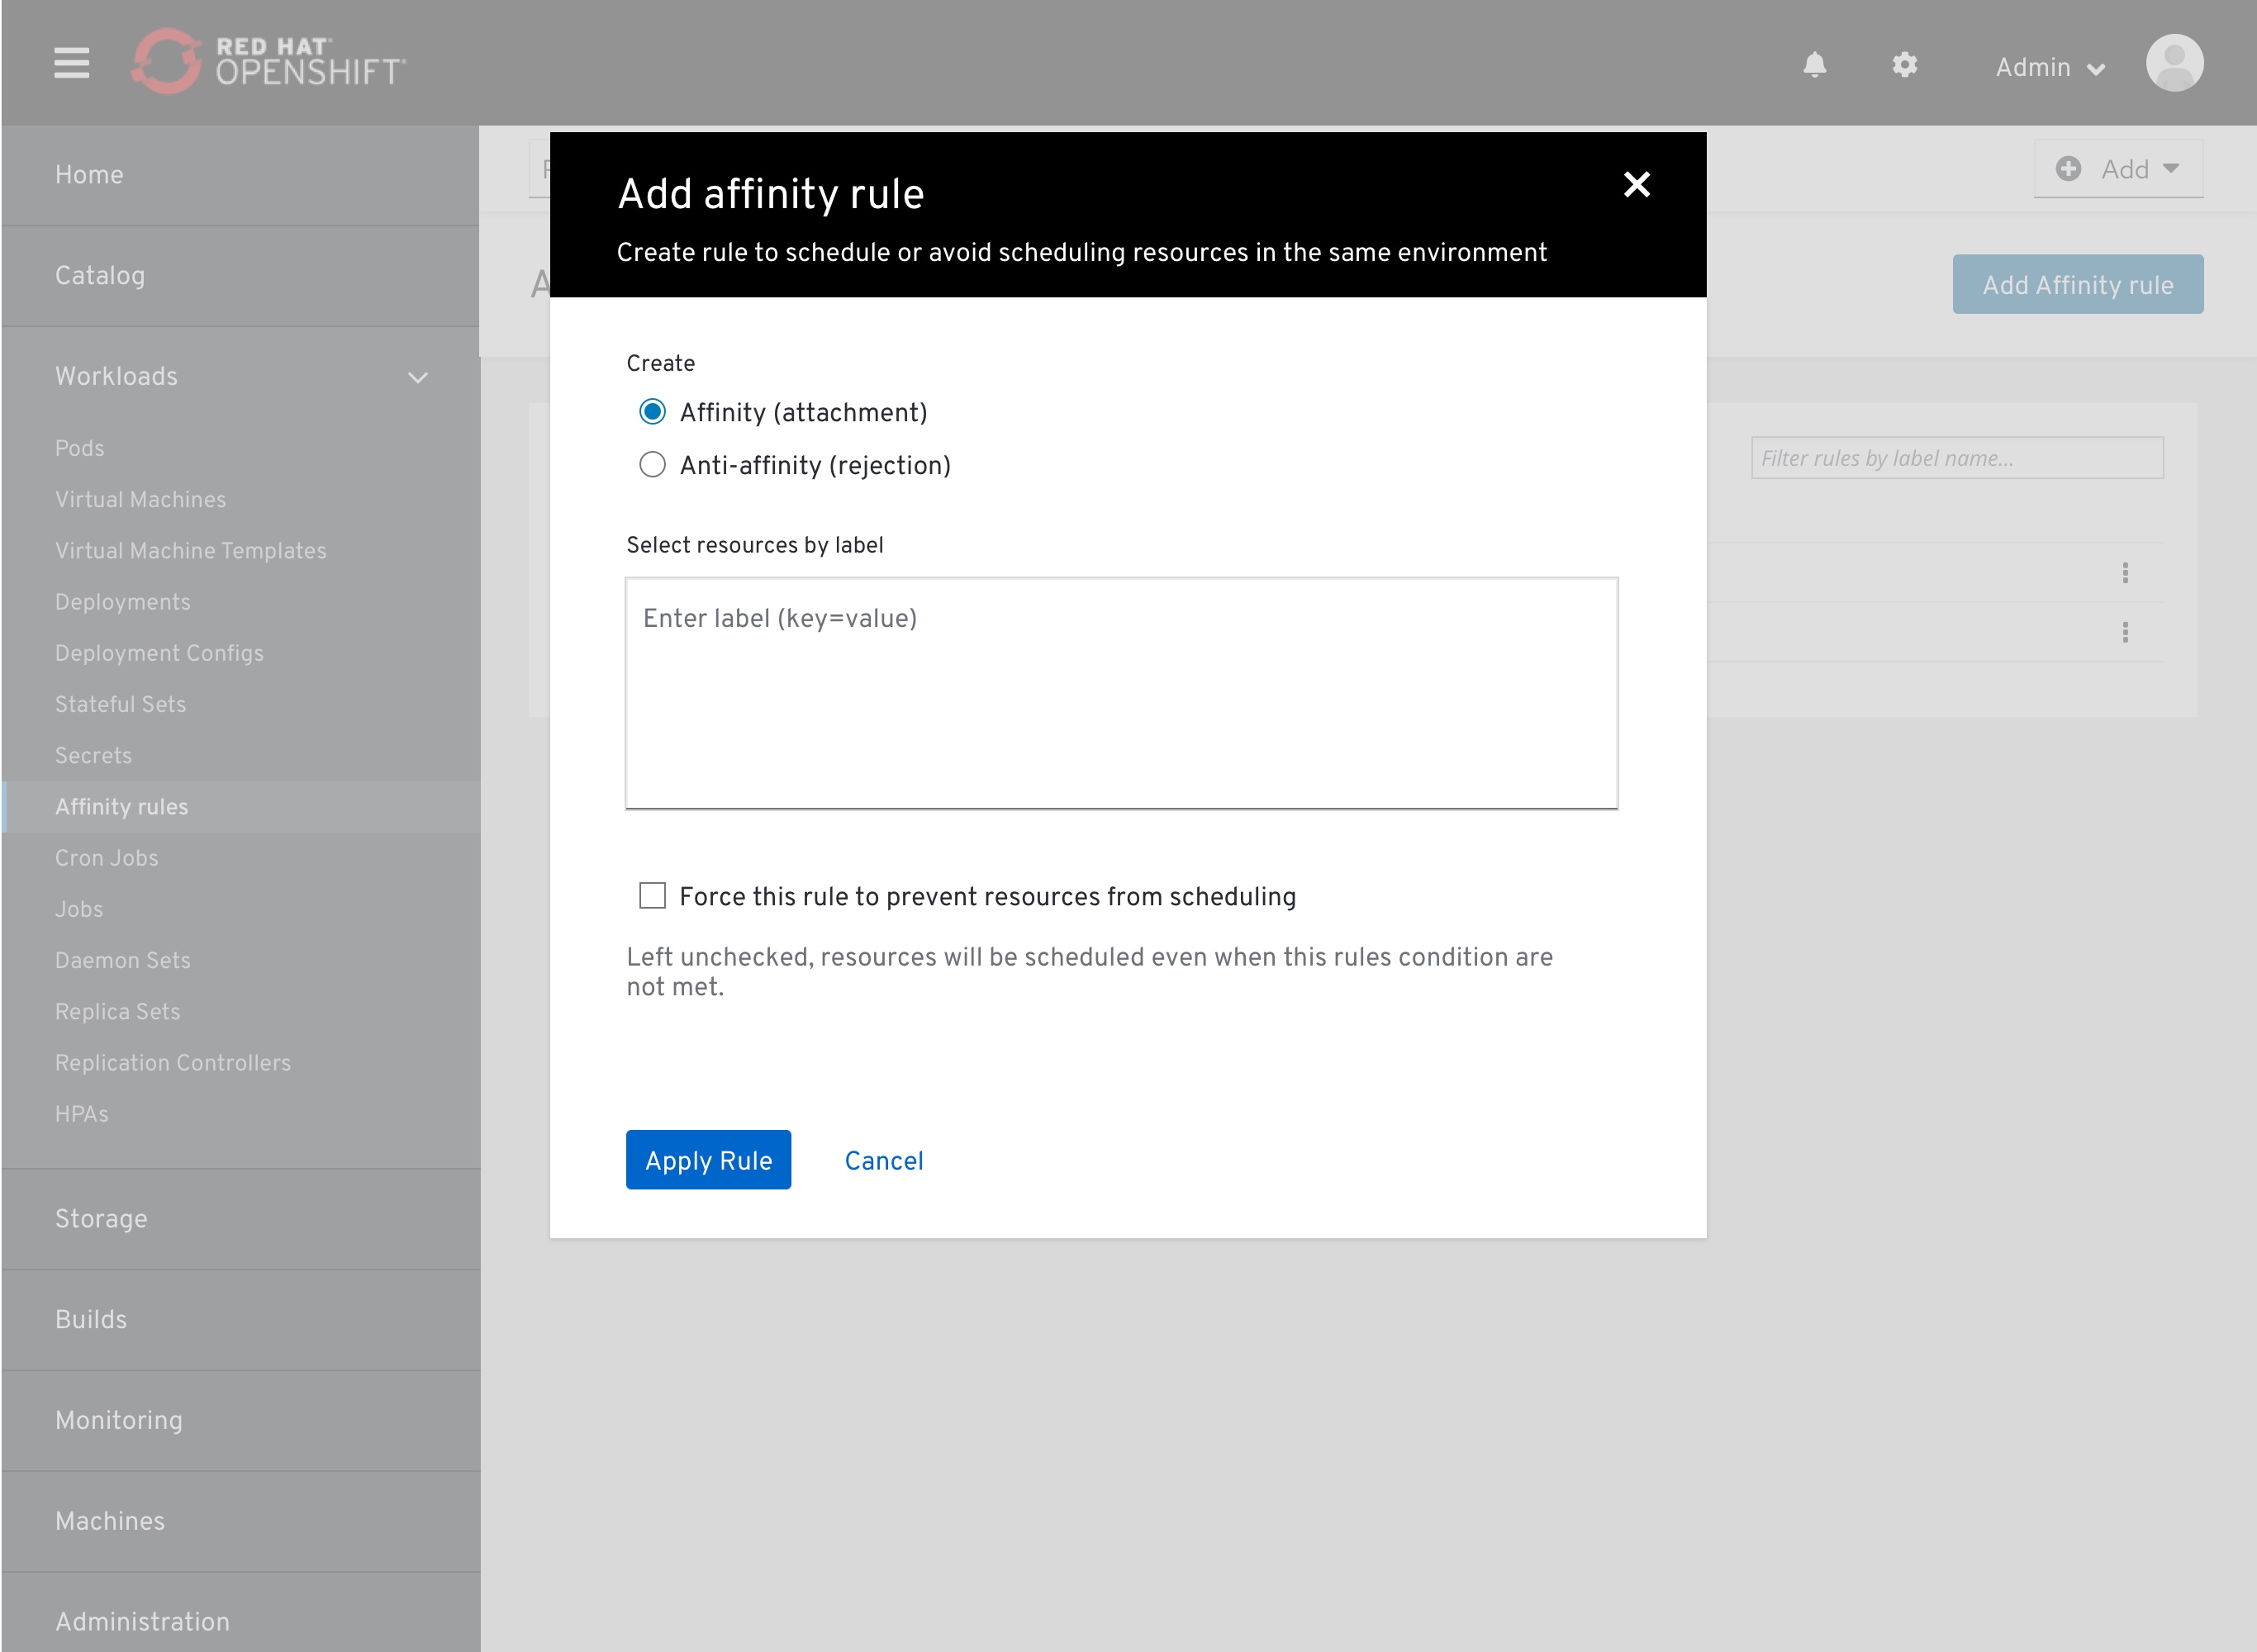 RED HAT
OPENSHIFT
Admin
Home
Catalog
Workloads
Pods
Virtual Machines
Virtual Machine Templates
Deployments
Deployment Configs
Stateful Sets
Secrets
Affinity rules
Cron Jobs
Jobs
Daemon Sets
Replica Sets
Replication Controllers
HPAs
Storage
Builds
Monitoring
Machines
Administration
Add
Add Affinity rule
Filter rules by label name...
Add affinity rule
Create rule to schedule or avoid scheduling resources in the same environment
Create
Affinity (attachment)
Anti-affinity (rejection)
Select resources by label
Enter label (key=value)
Force this rule to prevent resources from scheduling
Left unchecked, resources will be scheduled even when this rules condition are
not met.
Apply Rule
Cancel